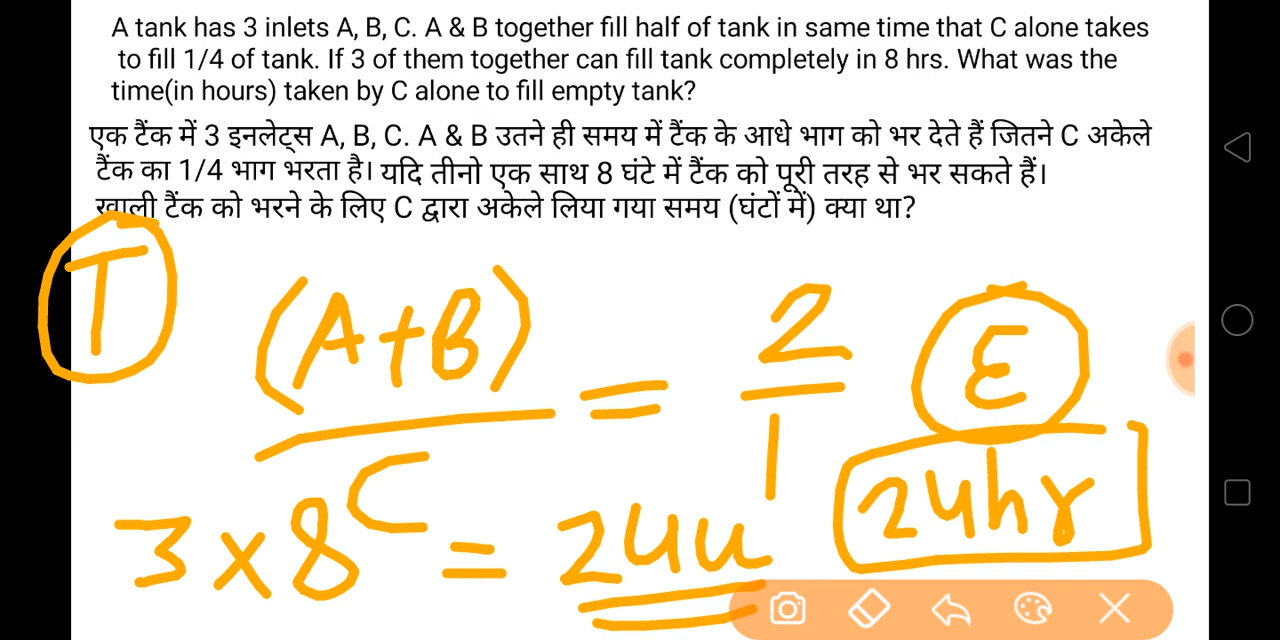 A tank has 3 inlets A, B, C. A & B together fill half of tank in same time that C alone takes
to fill 1/4 of tank. If 3 of them together can fill tank completely in 8 hrs. What was the
time(in hours) taken by C alone to fill empty tank?
एक टैंक में 3 इनलेट्स A, B, C. A & B उतने ही समय में टैंक के आधे भाग को भर देते हैं जितने C अकेले
टैंक का 1/4 भाग भरता है। यदि तीनो एक साथ 8 घंटे में टैंक को पूरी तरह से भर सकते हैं।
खाली टैंक को भरने के लिए C द्वारा अकेले लिया गया समय (घंटों में) क्या था?
T
(A+B)
C
=
2
1
E
3 x 8 = 24u
24hr